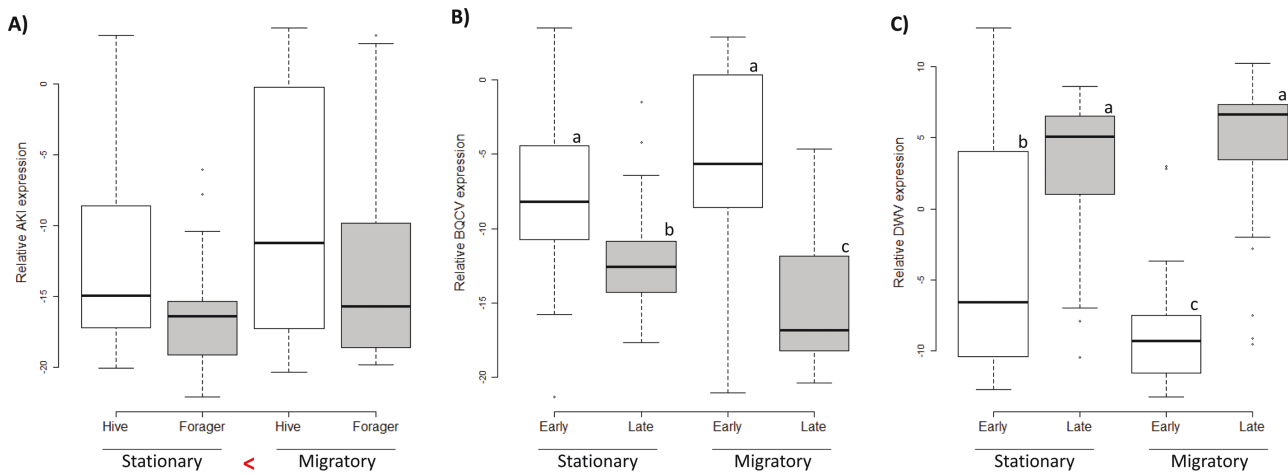 A)
Relative AKI expression
0
-5
-10
-15
-20
Hive Forager Hive Forager
Stationary < Migratory
B)
Relative BQCV expression
0
-5
-10
-15
-20
a
b
a
c
Early Late Early Late
Stationary Migratory
C)
Relative DWV expression
10
5
0
-5
-10
b
a
c
a
Early Late Early Late
Stationary Migratory